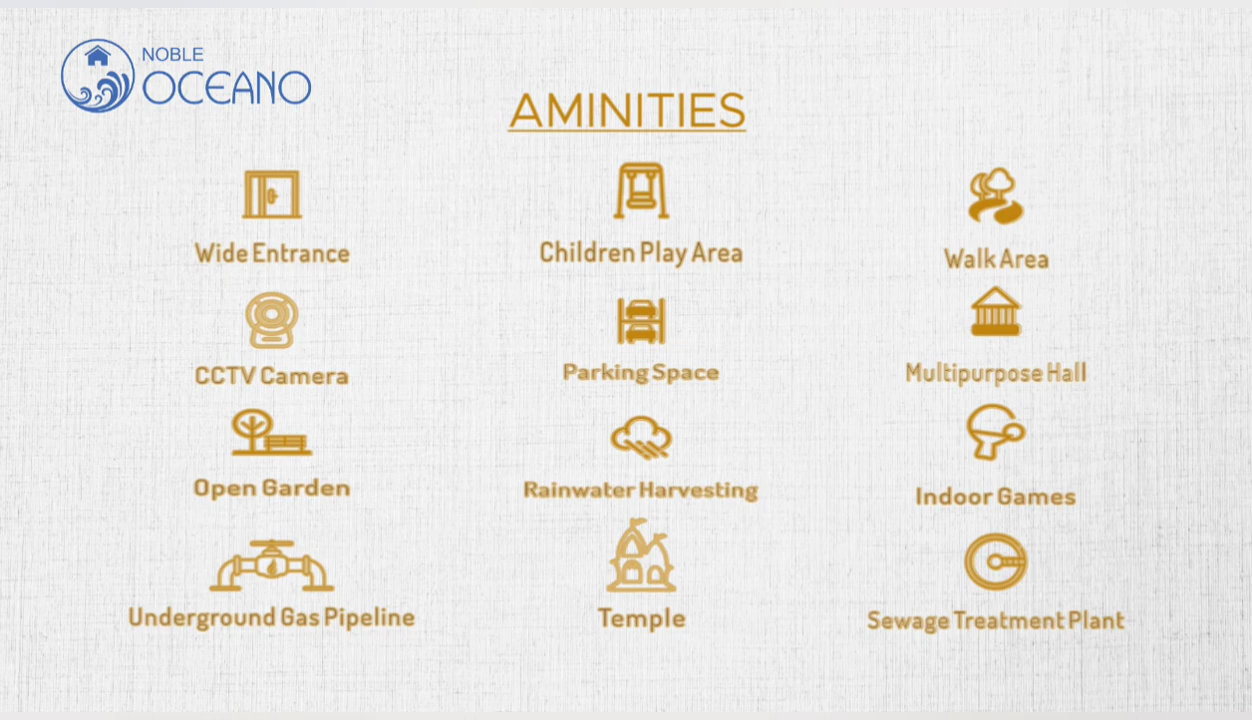 NOBLE
OCEANO
AMINITIES
Wide Entrance
Children Play Area
Walk Area
CCTV Camera
Parking Space
Multipurpose Hall
Open Garden
Rainwater Harvesting
Indoor Games
Underground Gas Pipeline
Temple
Sewage Treatment Plant